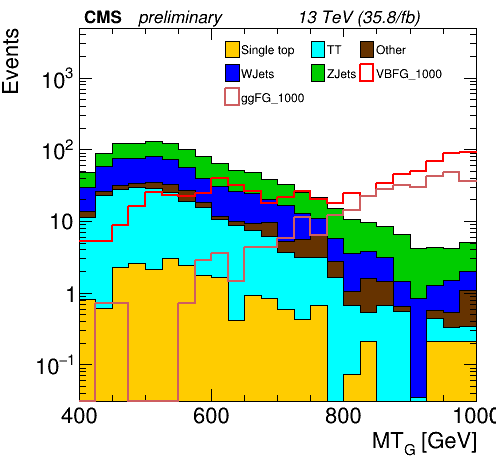 CMS preliminary 13 TeV (35.8/fb)
Events
Single top TT Other
WJets ZJets VBFG_1000
ggFG_1000
10³
10²
10
1
10⁻¹
400 600 800 1000
MT_G [GeV]